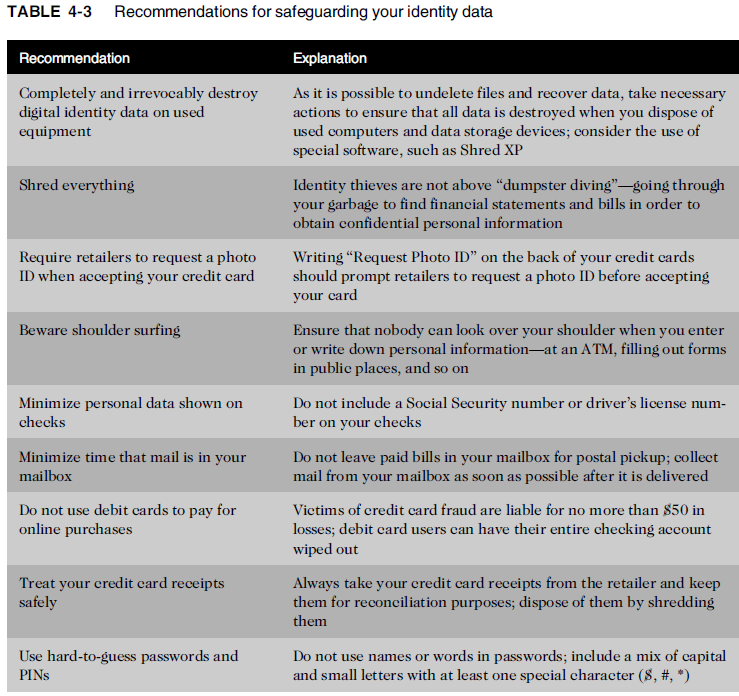 TABLE 4-3 Recommendations for safeguarding your identity data
Recommendation Explanation
Completely and irrevocably destroy
digital identity data on used
equipment
As it is possible to undelete files and recover data, take necessary
actions to ensure that all data is destroyed when you dispose of
used computers and data storage devices; consider the use of
special software, such as Shred XP
Shred everything
Identity thieves are not above “dumpster diving”—going through
your garbage to find financial statements and bills in order to
obtain confidential personal information
Require retailers to request a photo
ID when accepting your credit card
Writing “Request Photo ID” on the back of your credit cards
should prompt retailers to request a photo ID before accepting
your card
Beware shoulder surfing
Ensure that nobody can look over your shoulder when you enter
or write down personal information—at an ATM, filling out forms
in public places, and so on
Minimize personal data shown on
checks
Do not include a Social Security number or driver’s license num-
ber on your checks
Minimize time that mail is in your
mailbox
Do not leave paid bills in your mailbox for postal pickup; collect
mail from your mailbox as soon as possible after it is delivered
Do not use debit cards to pay for
online purchases
Victims of credit card fraud are liable for no more than $50 in
losses; debit card users can have their entire checking account
wiped out
Treat your credit card receipts
safely
Always take your credit card receipts from the retailer and keep
them for reconciliation purposes; dispose of them by shredding
them
Use hard-to-guess passwords and
PINs
Do not use names or words in passwords; include a mix of capital
and small letters with at least one special character ($, #, *)